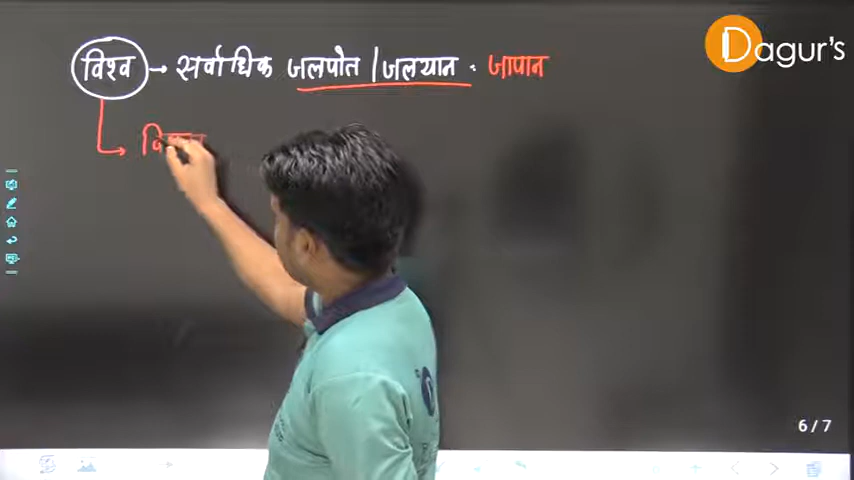 Dagur's
विश्व → सर्वाधिक जलपोत / जलयान - जापान
6 / 7